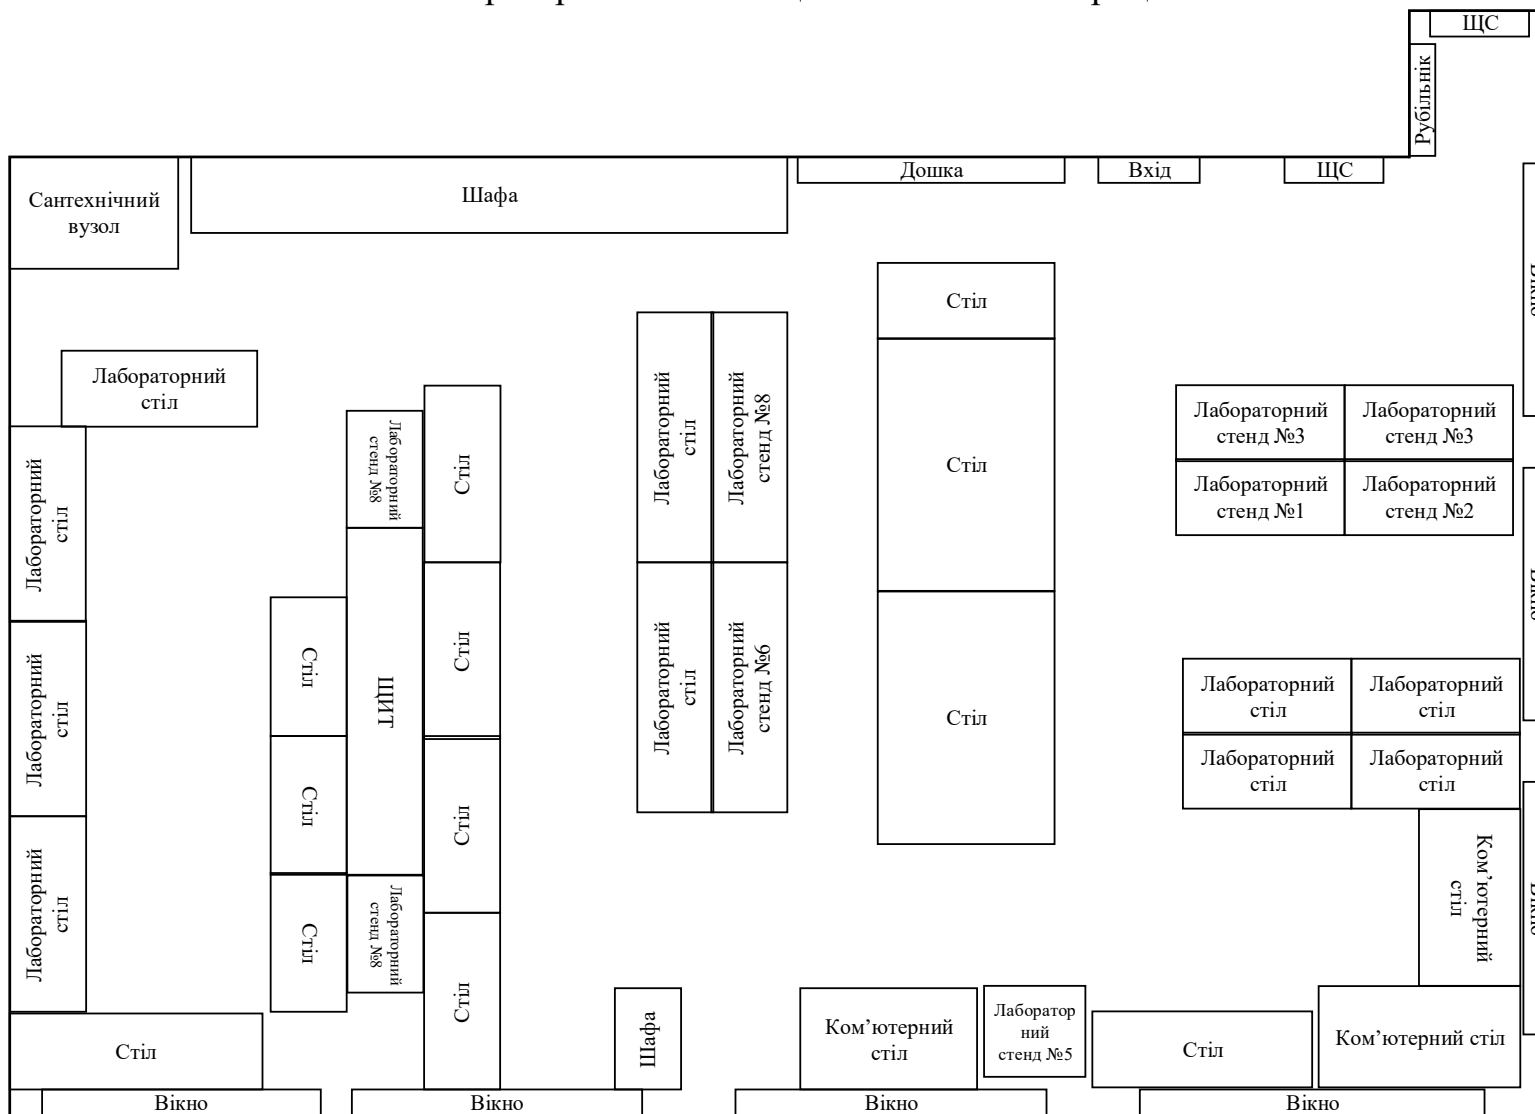 ЩС
Рубільнік
Дошка
Вхід
ЩС
Шафа
Сантехнічний
вузол
Стіл
Лабораторний
стіл
Лабораторний
стенд №8
Стіл
Лабораторний
стіл
Лабораторний
стенд №8
Стіл
Лабораторний
стенд №3
Лабораторний
стенд №3
Лабораторний
стенд №1
Лабораторний
стенд №2
Лабораторний
стіл
Стіл
ЩИТ
Стіл
Лабораторний
стіл
Лабораторний
стенд №6
Стіл
Лабораторний
стіл
Лабораторний
стіл
Лабораторний
стіл
Лабораторний
стіл
Лабораторний
стіл
Стіл
Стіл
Лабораторний
стіл
Стіл
Лабораторний
стенд №8
Стіл
Ком’ютерний
стіл
Стіл
Шафа
Ком’ютерний
стіл
Лаборатор
ний
стенд №5
Стіл
Ком’ютерний стіл
Вікно
Вікно
Вікно
Вікно